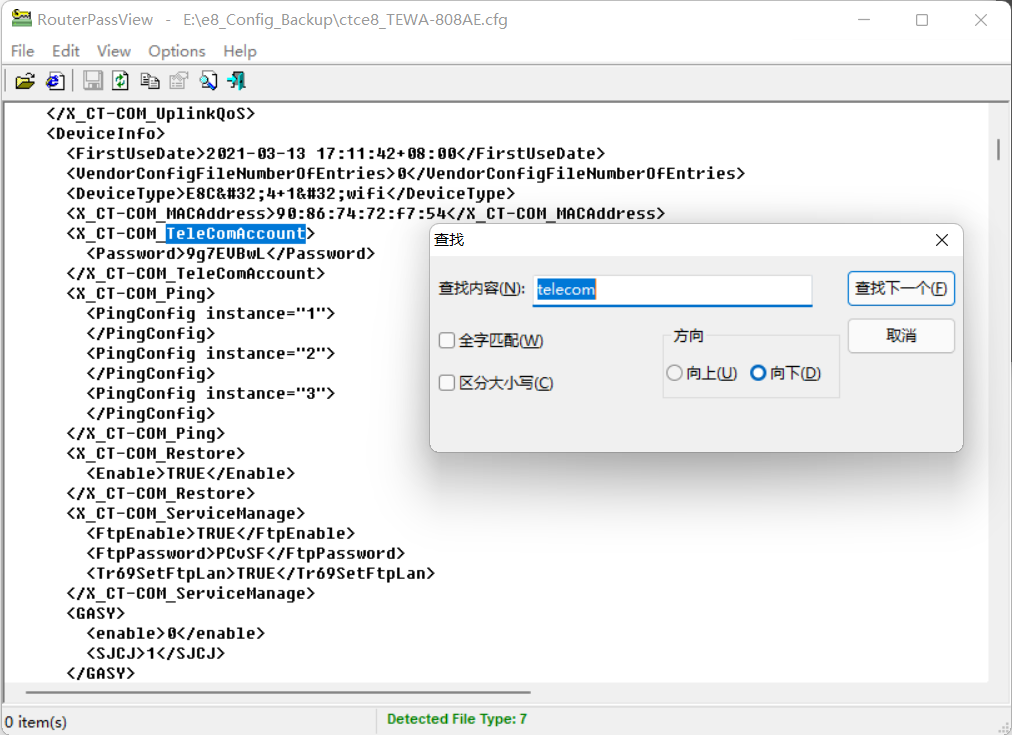 RouterPassView - E:\e8_Config_Backup\ctce8_TEWA-808AE.cfg
File Edit View Options Help
</X_CT-COM_UplinkQoS>
<DeviceInfo>
<FirstUseDate>2021-03-13 17:11:42+08:00</FirstUseDate>
<VendorConfigFileNumberOfEntries>0</VendorConfigFileNumberOfEntries>
<DeviceType>E8C&#32;4+1&#32;wifi</DeviceType>
<X_CT-COM_MACAddress>90:86:74:72:f7:54</X_CT-COM_MACAddress>
<X_CT-COM_TeleComAccount>
<Password>9g7EVBwL</Password>
</X_CT-COM_TeleComAccount>
<X_CT-COM_Ping>
<PingConfig instance="1">
</PingConfig>
<PingConfig instance="2">
</PingConfig>
<PingConfig instance="3">
</PingConfig>
</X_CT-COM_Ping>
<X_CT-COM_Restore>
<Enable>TRUE</Enable>
</X_CT-COM_Restore>
<X_CT-COM_ServiceManage>
<FtpEnable>TRUE</FtpEnable>
<FtpPassword>PCvSF</FtpPassword>
<Tr69SetFtpLan>TRUE</Tr69SetFtpLan>
</X_CT-COM_ServiceManage>
<GASY>
<enable>0</enable>
<SJCJ>1</SJCJ>
</GASY>
查找
查找内容(N): telecom 查找下一个(F)
取消
全字匹配(W)
区分大小写(C)
方向
向上(U) 向下(D)
0 item(s)
Detected File Type: 7